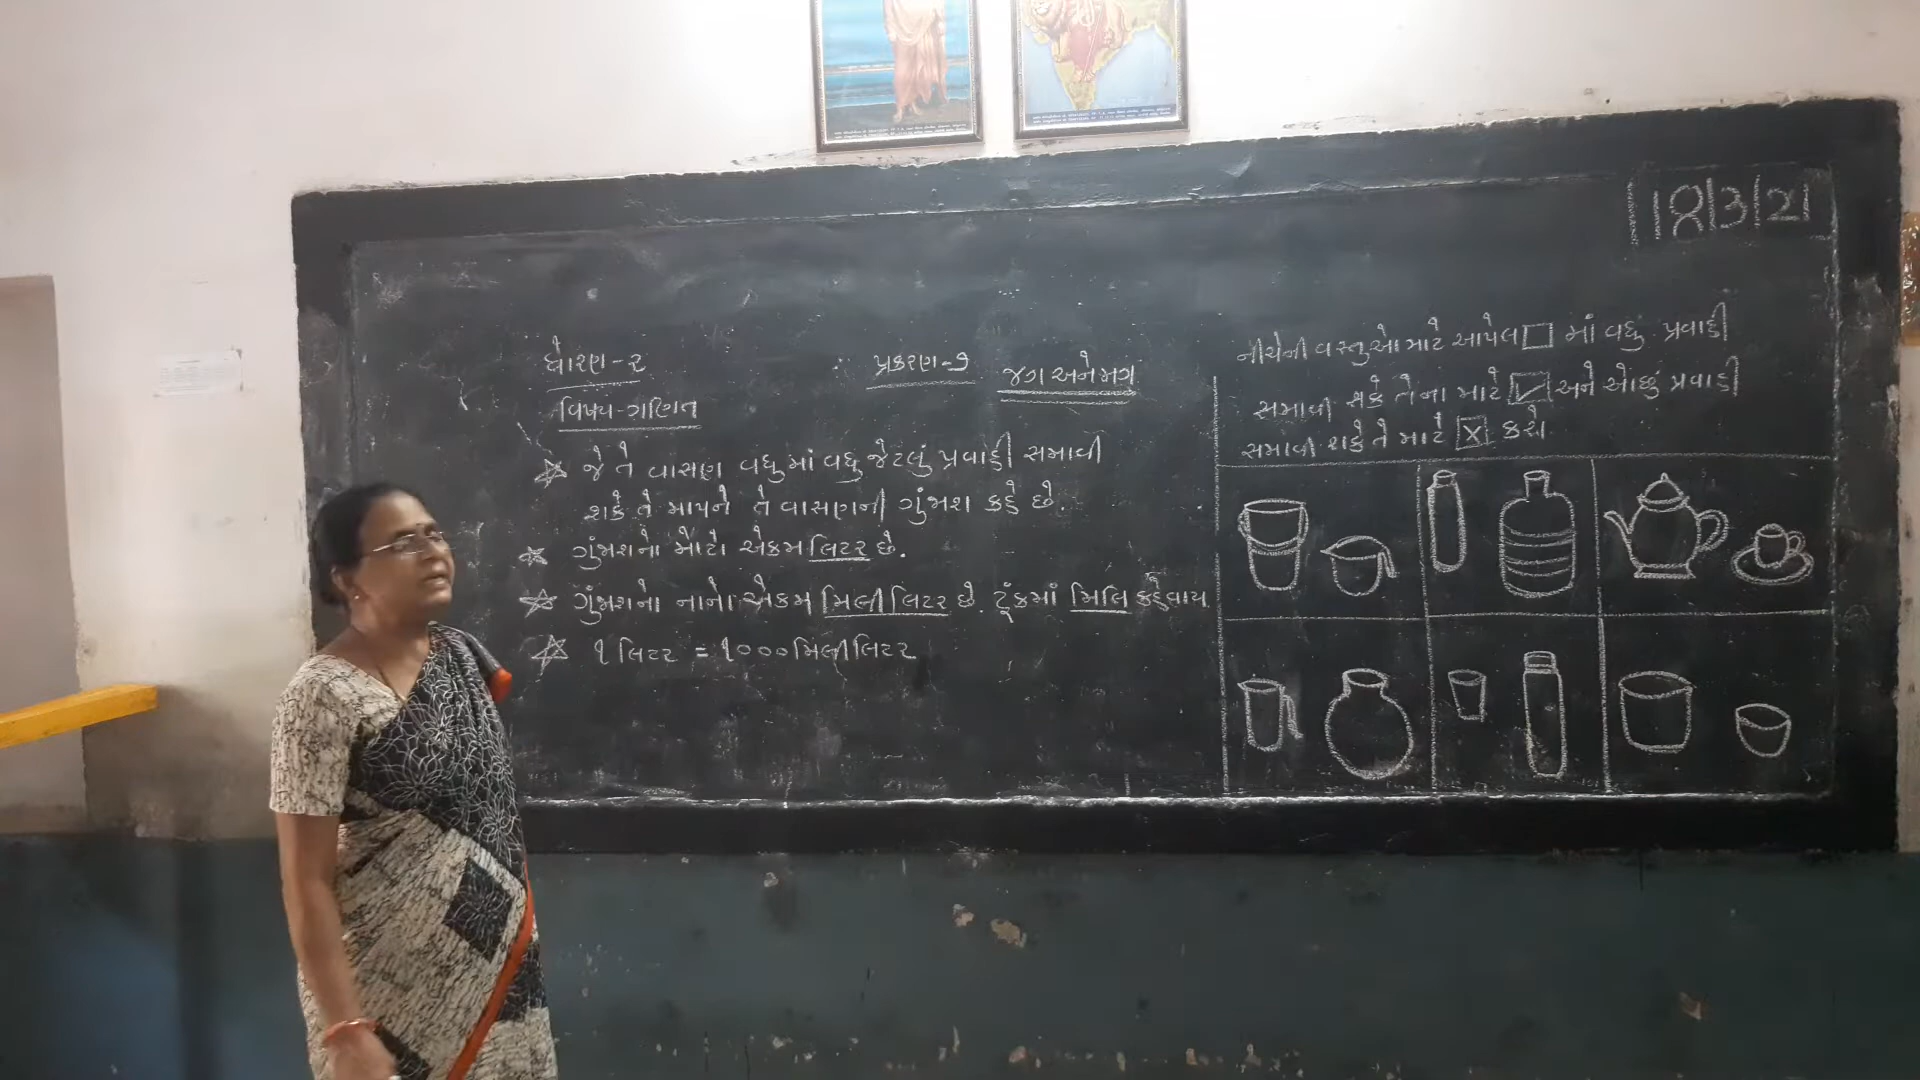 ૧૪|૩|૨૧
ધોરણ-૨
પ્રકરણ-૭ જગ અને મગ
વિષય-ગણિત
જે તે વાસણ વધુમાં વધુ જેટલું પ્રવાહી સમાવી
શકે તે માપને તે વાસણની ગુંજાશ કહે છે.
ગુંજાશનો મોટો એકમ લિટર છે.
ગુંજાશનો નાનો એકમ મિલીલિટર છે. ટૂંકમાં મિલિ કહેવાય
૧ લિટર = ૧૦૦૦ મિલીલિટર
નીચેની વસ્તુઓ માટે આપેલ માં વધુ પ્રવાહી
સમાવી શકે તેના માટે ✓ અને ઓછું પ્રવાહી
સમાવી શકે તે માટે X કરો.